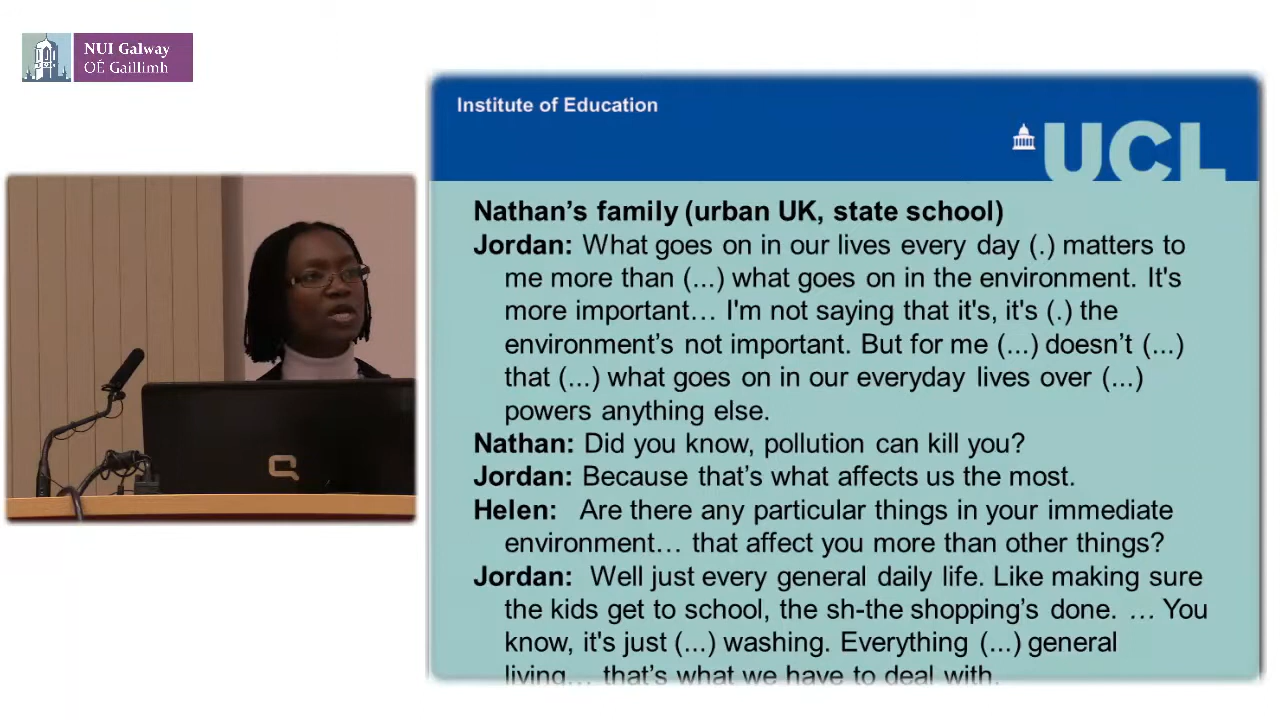 NUI Galway
OÉ Gaillimh
Institute of Education
UCL
Nathan's family (urban UK, state school)
Jordan: What goes on in our lives every day (.) matters to
me more than (...) what goes on in the environment. It's
more important… I'm not saying that it's, it's (.) the
environment's not important. But for me (...) doesn't (...)
that (...) what goes on in our everyday lives over (...)
powers anything else.
Nathan: Did you know, pollution can kill you?
Jordan: Because that's what affects us the most.
Helen: Are there any particular things in your immediate
environment… that affect you more than other things?
Jordan: Well just every general daily life. Like making sure
the kids get to school, the sh-the shopping's done. … You
know, it's just (...) washing. Everything (...) general
living… that's what we have to deal with.